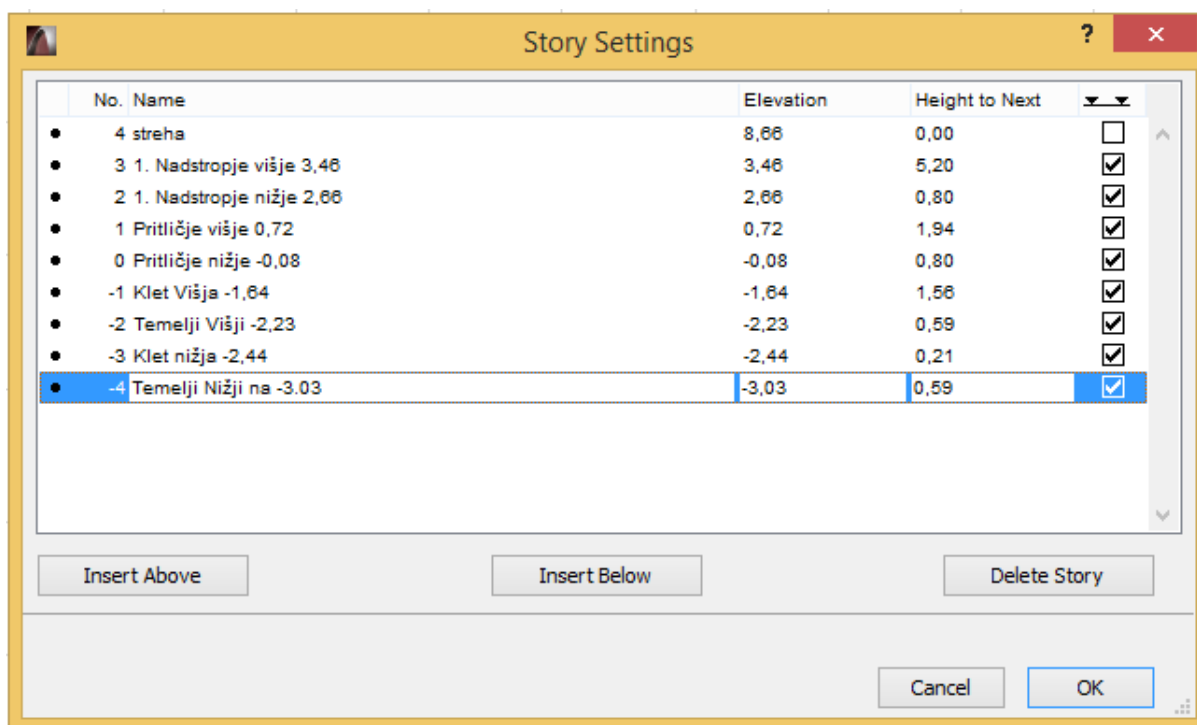 Story Settings ? ×
No. Name Elevation Height to Next
4 streha 8,66 0,00
3 1. Nadstropje višje 3,46 3,46 5,20
2 1. Nadstropje nižje 2,66 2,66 0,80
1 Pritličje višje 0,72 0,72 1,94
0 Pritličje nižje -0,08 -0,08 0,80
-1 Klet Višja -1,64 -1,64 1,56
-2 Temelji Višji -2,23 -2,23 0,59
-3 Klet nižja -2,44 -2,44 0,21
-4 Temelji Nižji na -3.03 -3,03 0,59
Insert Above Insert Below Delete Story
Cancel OK